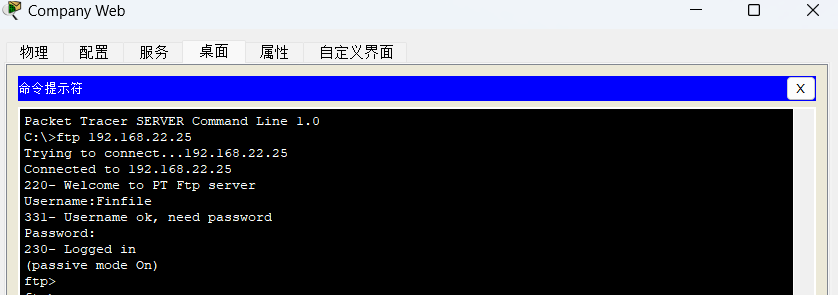 Company Web
物理 配置 服务 桌面 属性 自定义界面
命令提示符 X
Packet Tracer SERVER Command Line 1.0
C:\>ftp 192.168.22.25
Trying to connect...192.168.22.25
Connected to 192.168.22.25
220- Welcome to PT Ftp server
Username:Finfile
331- Username ok, need password
Password:
230- Logged in
(passive mode On)
ftp>